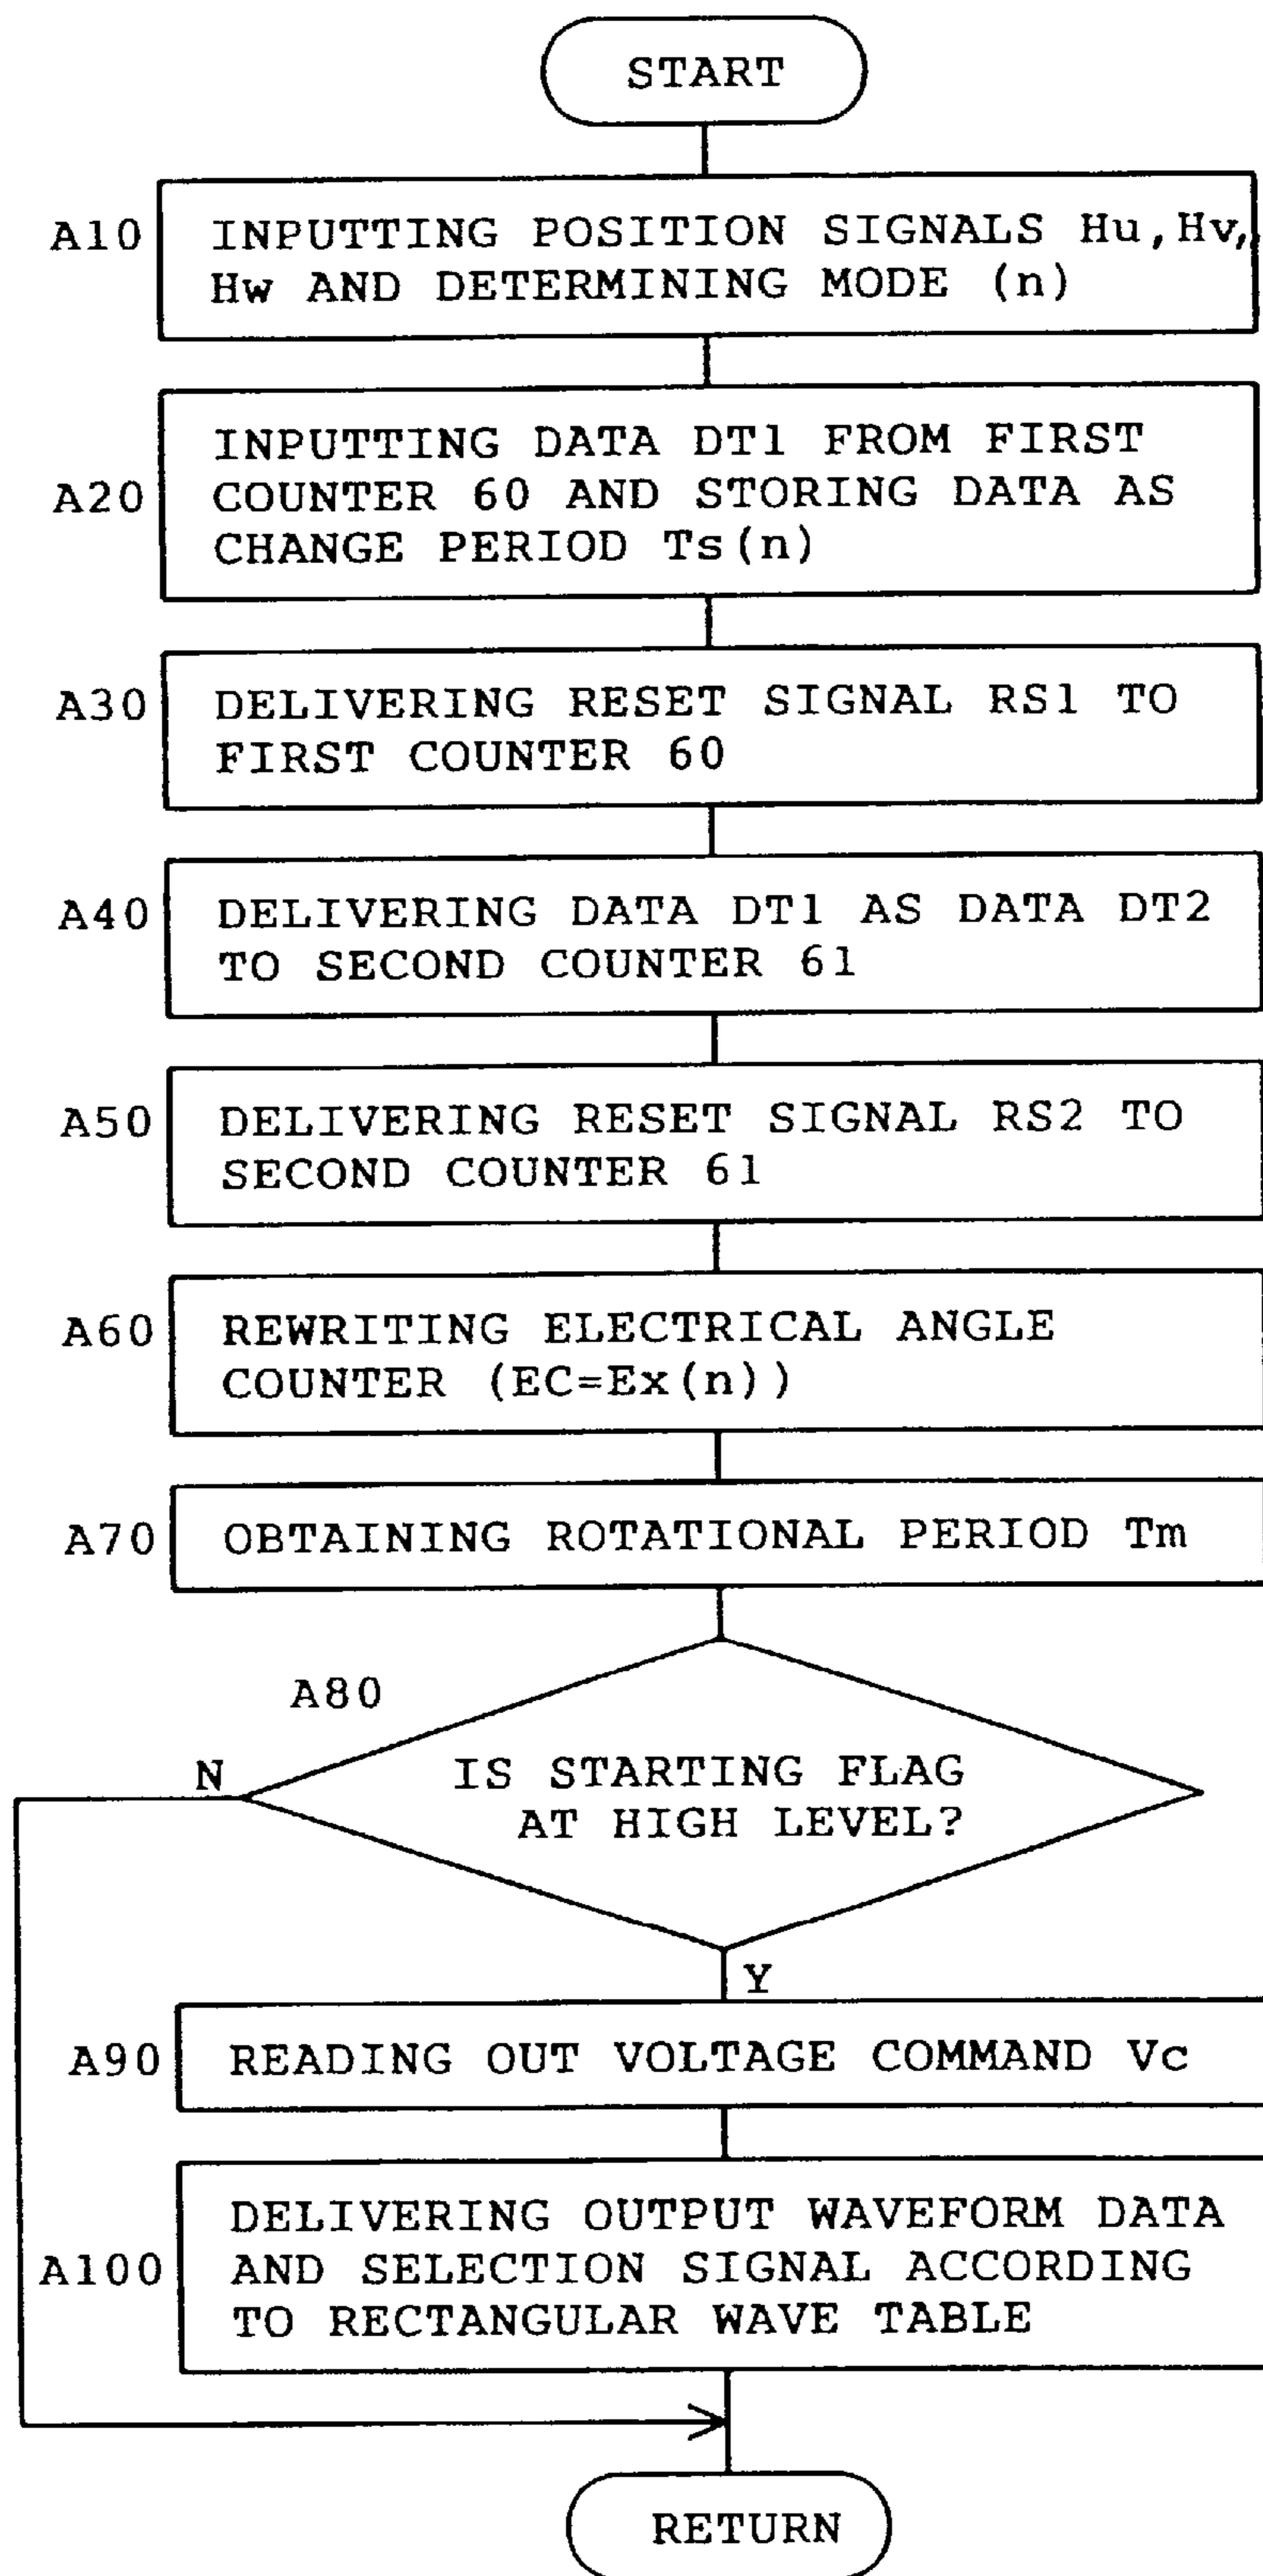 START
A10
INPUTTING POSITION SIGNALS Hu,Hv,
Hw AND DETERMINING MODE (n)
A20
INPUTTING DATA DT1 FROM FIRST
COUNTER 60 AND STORING DATA AS
CHANGE PERIOD Ts(n)
A30
DELIVERING RESET SIGNAL RS1 TO
FIRST COUNTER 60
A40
DELIVERING DATA DT1 AS DATA DT2
TO SECOND COUNTER 61
A50
DELIVERING RESET SIGNAL RS2 TO
SECOND COUNTER 61
A60
REWRITING ELECTRICAL ANGLE
COUNTER (EC=Ex(n))
A70
OBTAINING ROTATIONAL PERIOD Tm
A80
N
IS STARTING FLAG
AT HIGH LEVEL?
Y
A90
READING OUT VOLTAGE COMMAND Vc
A100
DELIVERING OUTPUT WAVEFORM DATA
AND SELECTION SIGNAL ACCORDING
TO RECTANGULAR WAVE TABLE
RETURN